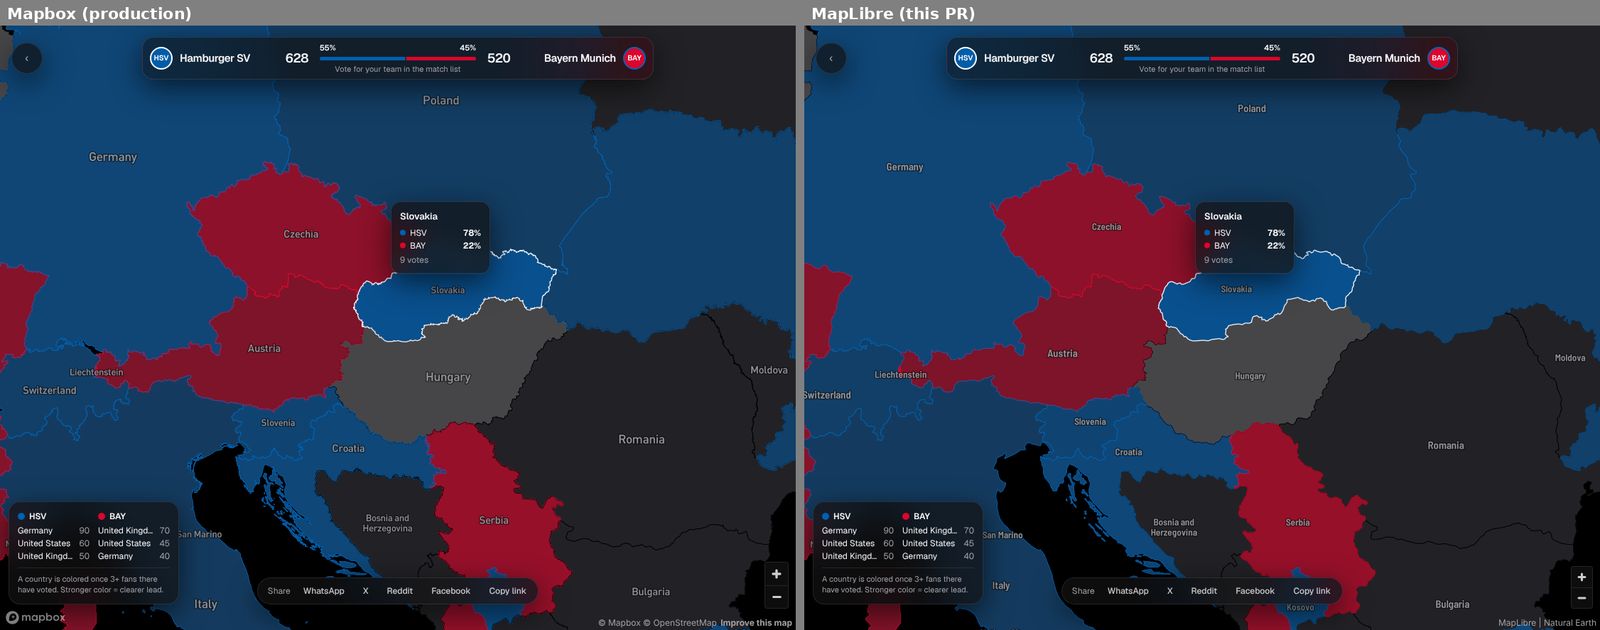 Mapbox (production)
‹
HSV
Hamburger SV
628
55%
45%
Vote for your team in the match list
520
Bayern Munich
BAY
Poland
Germany
Slovakia
HSV 78%
BAY 22%
9 votes
Czechia
Slovakia
Austria
Liechtenstein
Switzerland
Hungary
Moldova
Slovenia
Croatia
Romania
Bosnia and
Herzegovina
Serbia
San Marino
Italy
Bulgaria
HSV BAY
Germany 90 United Kingd... 70
United States 60 United States 45
United Kingd... 50 Germany 40
A country is colored once 3+ fans there
have voted. Stronger color = clearer lead.
Share WhatsApp X Reddit Facebook Copy link
+
−
mapbox
© Mapbox © OpenStreetMap Improve this map
MapLibre (this PR)
‹
HSV
Hamburger SV
628
55%
45%
Vote for your team in the match list
520
Bayern Munich
BAY
Poland
Germany
Slovakia
HSV 78%
BAY 22%
9 votes
Czechia
Slovakia
Austria
Liechtenstein
Switzerland
Hungary
Moldova
Slovenia
Croatia
Romania
Bosnia and
Herzegovina
Serbia
San Marino
Italy
Kosovo
Bulgaria
HSV BAY
Germany 90 United Kingd... 70
United States 60 United States 45
United Kingd... 50 Germany 40
A country is colored once 3+ fans there
have voted. Stronger color = clearer lead.
Share WhatsApp X Reddit Facebook Copy link
+
−
MapLibre | Natural Earth